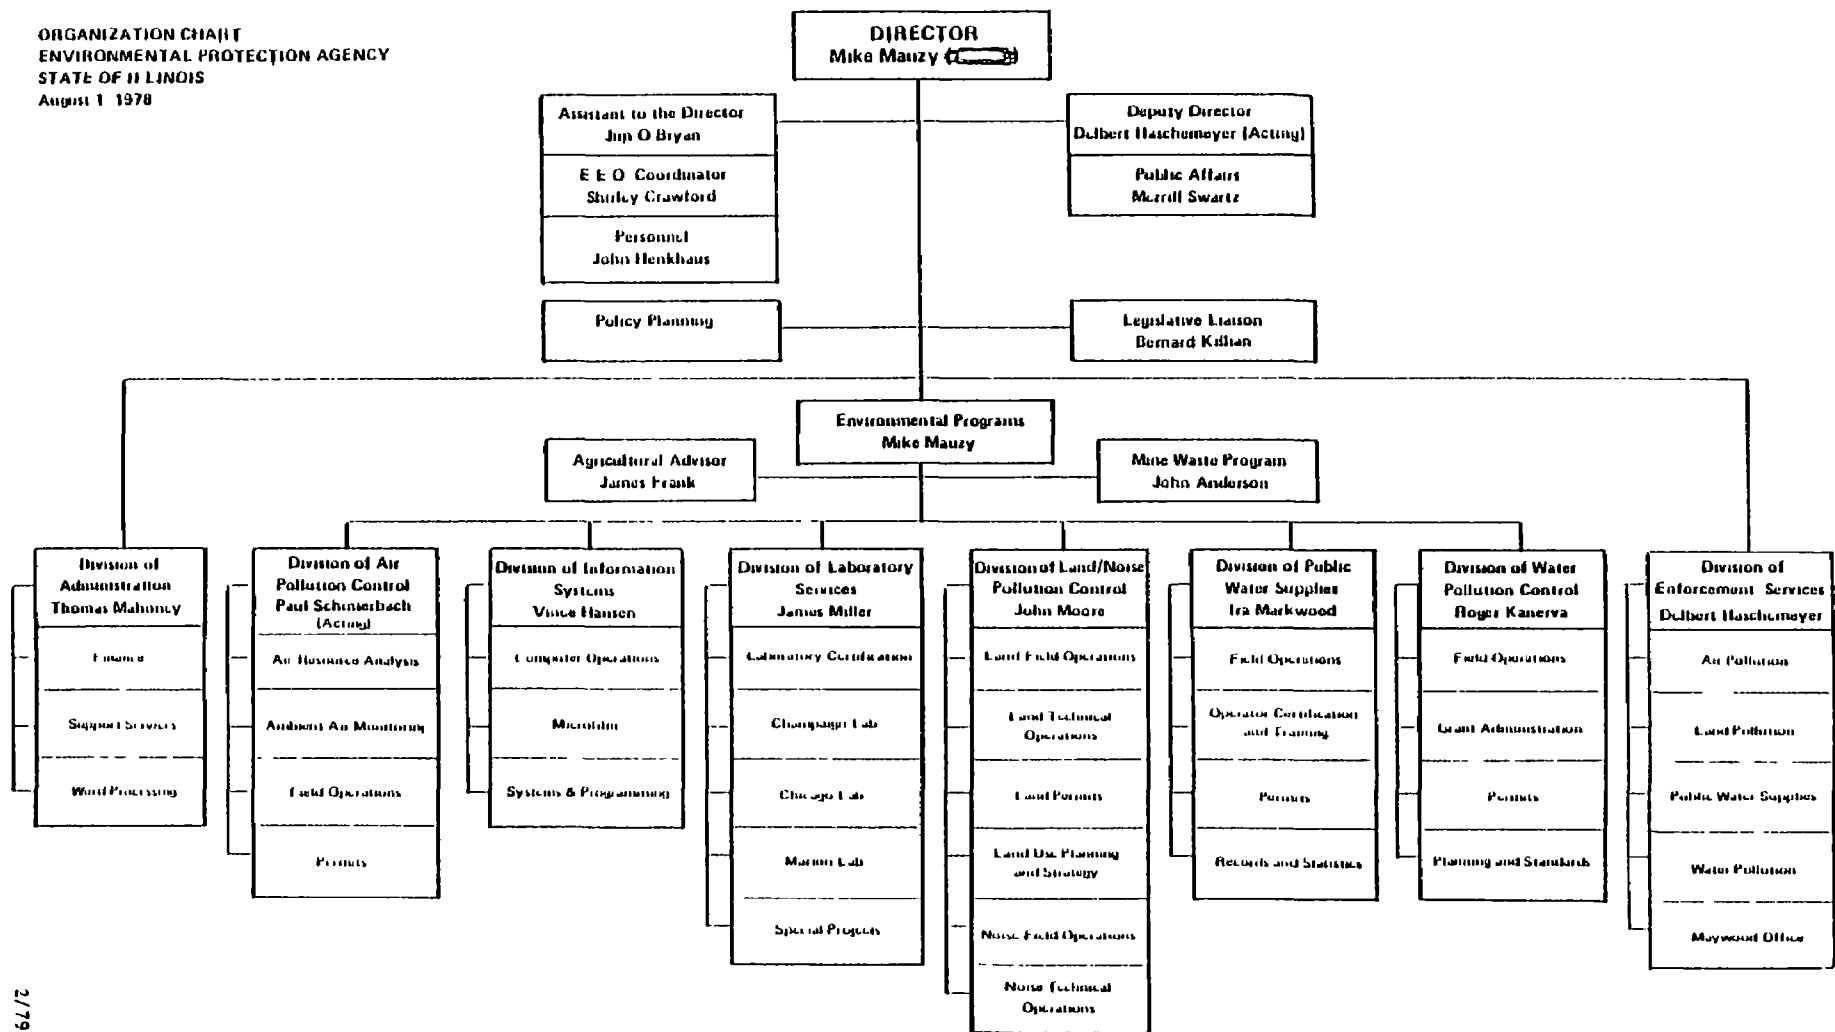 ORGANIZATION CHART
ENVIRONMENTAL PROTECTION AGENCY
STATE OF ILLINOIS
August 1 1978
DIRECTOR
Mike Mauzy
Assistant to the Director
Jim O Bryan
E E O Coordinator
Shirley Crawford
Personnel
John Henkhaus
Deputy Director
Delbert Haschemeyer (Acting)
Public Affairs
Merrill Swartz
Policy Planning
Legislative Liaison
Bernard Killian
Environmental Programs
Mike Mauzy
Agricultural Advisor
James Frank
Mine Waste Program
John Anderson
Division of
Administration
Thomas Mahoney
Finance
Support Services
Word Processing
Division of Air
Pollution Control
Paul Schmierbach
(Acting)
Air Resource Analysis
Ambient Air Monitoring
Field Operations
Permits
Division of Information
Systems
Vince Hansen
Computer Operations
Microfilm
Systems & Programming
Division of Laboratory
Services
James Miller
Laboratory Certification
Champaign Lab
Chicago Lab
Marion Lab
Special Projects
Division of Land/Noise
Pollution Control
John Moore
Land Field Operations
Land Technical
Operations
Land Permits
Land Use Planning
and Strategy
Noise Field Operations
Noise Technical
Operations
Division of Public
Water Supplies
Ira Markwood
Field Operations
Operator Certification
and Training
Permits
Records and Statistics
Division of Water
Pollution Control
Roger Kanerva
Field Operations
Grant Administration
Permits
Planning and Standards
Division of
Enforcement Services
Delbert Haschemeyer
Air Pollution
Land Pollution
Public Water Supplies
Water Pollution
Maywood Office
2/79